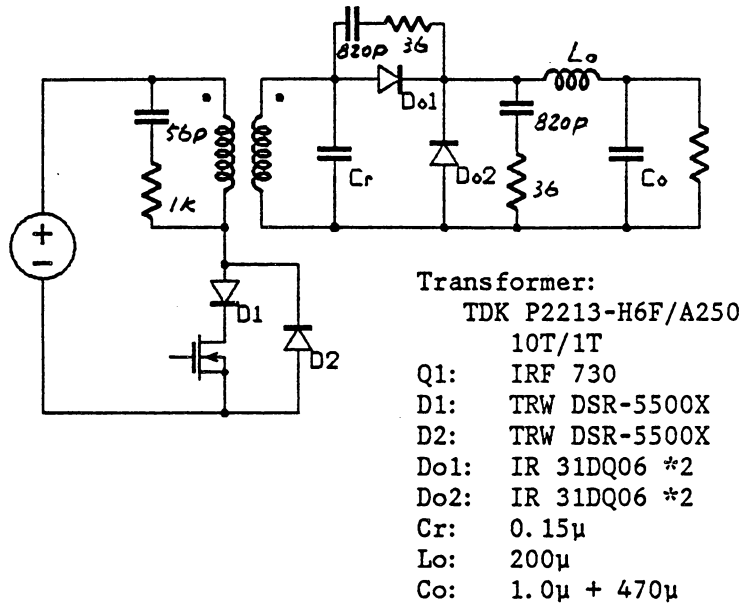 820p
36
Lo
Do1
56p
820p
Cr
Do2
Co
1K
36
+
−
D1
D2
Transformer:
TDK P2213-H6F/A250
10T/1T
Q1: IRF 730
D1: TRW DSR-5500X
D2: TRW DSR-5500X
Do1: IR 31DQ06 *2
Do2: IR 31DQ06 *2
Cr: 0.15μ
Lo: 200μ
Co: 1.0μ + 470μ